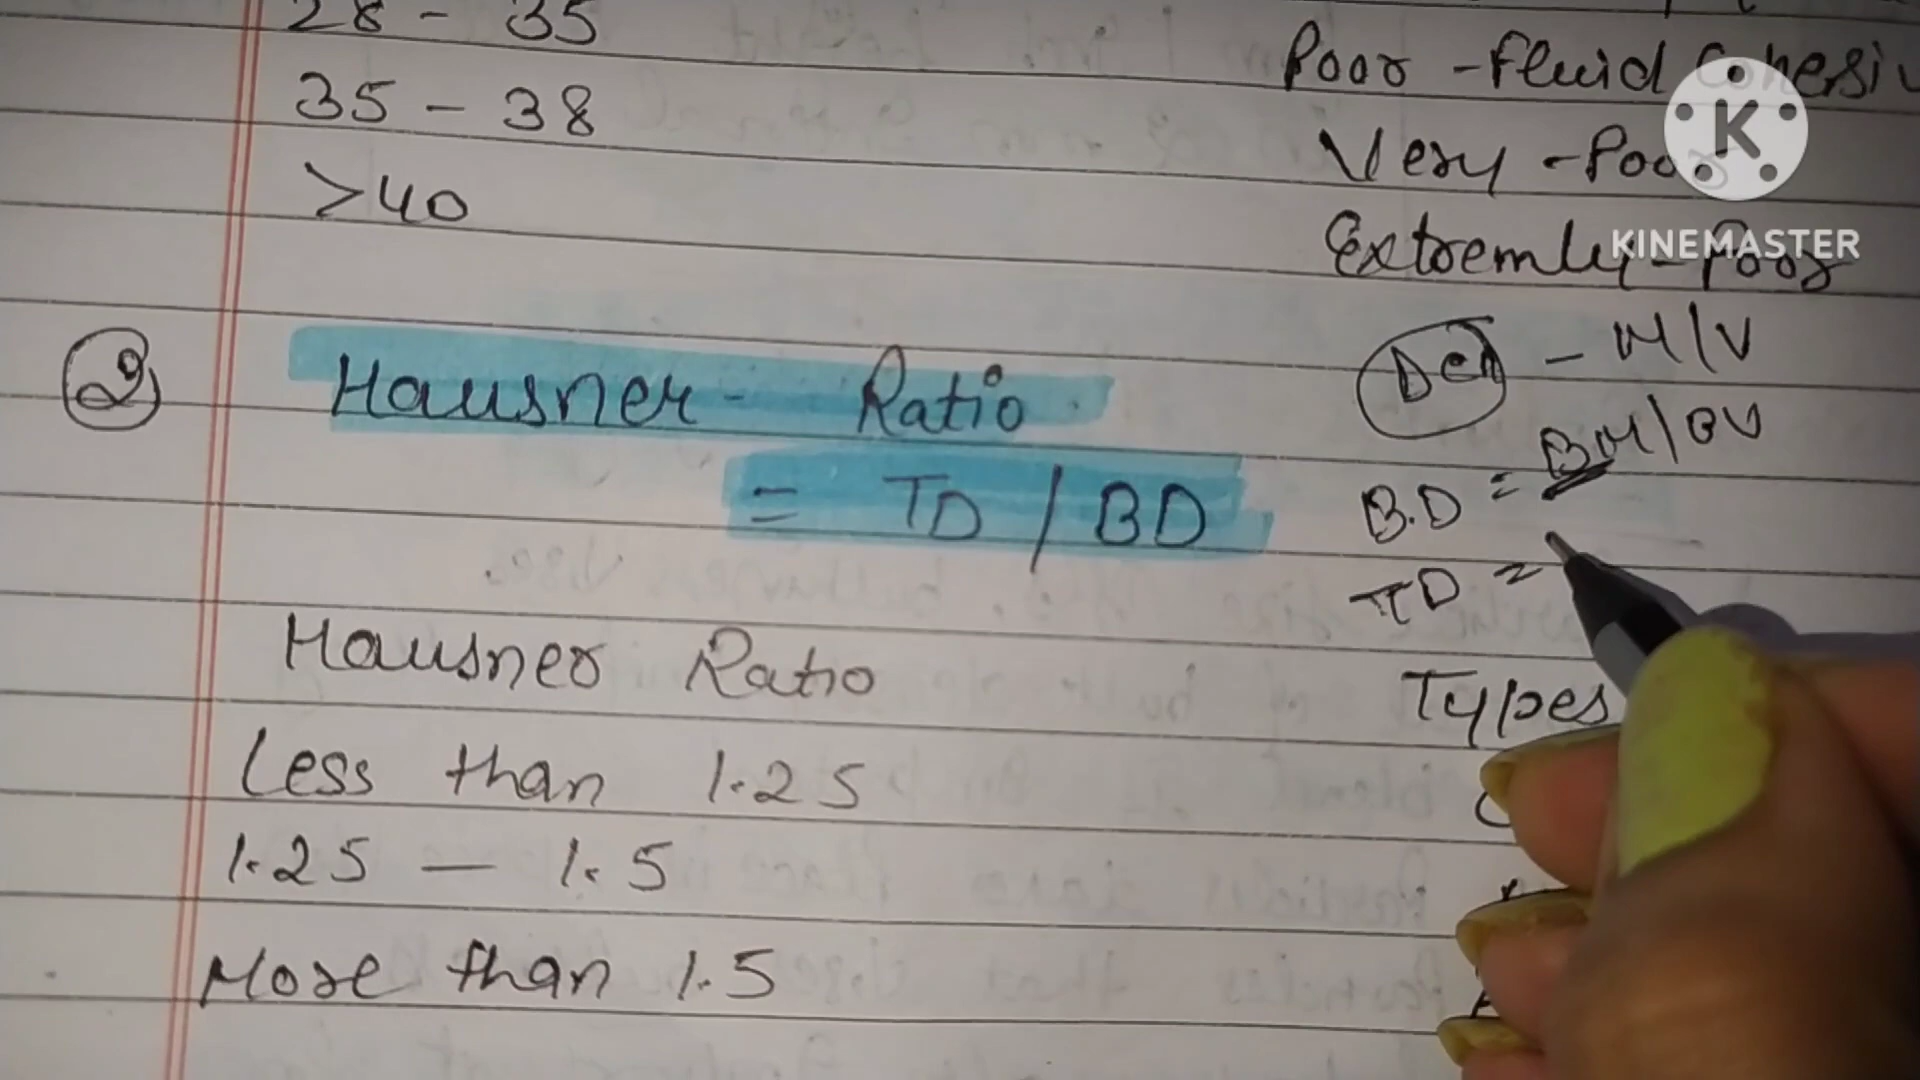 28 - 35
Poor - Fluid Cohesiv
35 - 38
Very - Poor
>40
Extremly - Poor
KINEMASTER
2
Hausner Ratio
Den - M/V
= TD / BD
B.D = BM/BV
TD =
Hausner Ratio
Types
Less than 1.25
1.25 - 1.5
More than 1.5